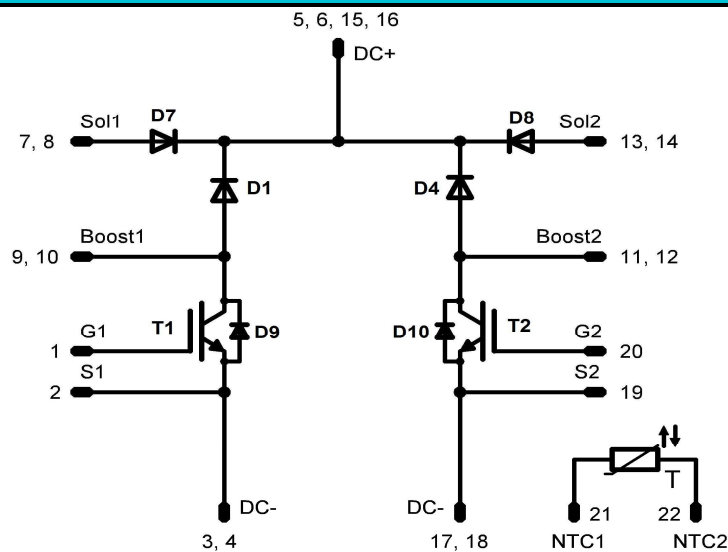 5, 6, 15, 16
DC+
Sol1 D7 D8 Sol2
7, 8 13, 14
D1 D4
Boost1 Boost2
9, 10 11, 12
T1 D9 D10 T2
G1 G2
1 20
S1 S2
2 19
T
DC- DC- 21 22
3, 4 17, 18 NTC1 NTC2